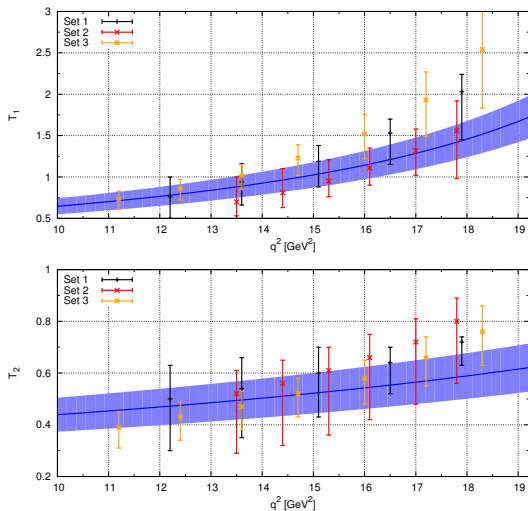 3
2.5
2
1.5
1
0.5
T₁
Set 1
Set 2
Set 3
10 11 12 13 14 15 16 17 18 19
q² [GeV²]
1
0.8
0.6
0.4
0.2
T₂
Set 1
Set 2
Set 3
10 11 12 13 14 15 16 17 18 19
q² [GeV²]